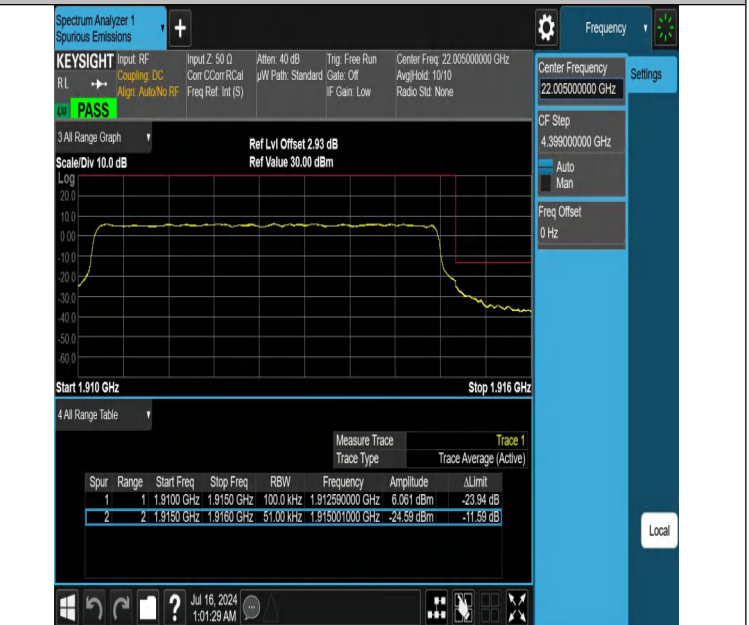 Spectrum Analyzer 1
Spurious Emissions
+
Frequency
KEYSIGHT
RL
PASS
Input: RF
Coupling: DC
Align: Auto/No RF
Input Z: 50 Ω
Corr CCorr RCal
Freq Ref: Int (S)
Atten: 40 dB
µW Path: Standard
Trig: Free Run
Gate: Off
IF Gain: Low
Center Freq: 22.005000000 GHz
Avg|Hold: 10/10
Radio Std: None
Center Frequency
22.005000000 GHz
Settings
CF Step
4.399000000 GHz
Auto
Man
Freq Offset
0 Hz
3 All Range Graph
Scale/Div 10.0 dB
Ref Lvl Offset 2.93 dB
Ref Value 30.00 dBm
Log
20.0
10.0
0.00
-10.0
-20.0
-30.0
-40.0
-50.0
-60.0
Start 1.910 GHz Stop 1.916 GHz
4 All Range Table
Measure Trace Trace 1
Trace Type Trace Average (Active)
Spur Range Start Freq Stop Freq RBW Frequency Amplitude ΔLimit
1 1 1.9100 GHz 1.9150 GHz 100.0 kHz 1.912590000 GHz 6.061 dBm -23.94 dB
2 2 1.9150 GHz 1.9160 GHz 51.00 kHz 1.915001000 GHz -24.59 dBm -11.59 dB
Local
?
Jul 16, 2024
1:01:29 AM